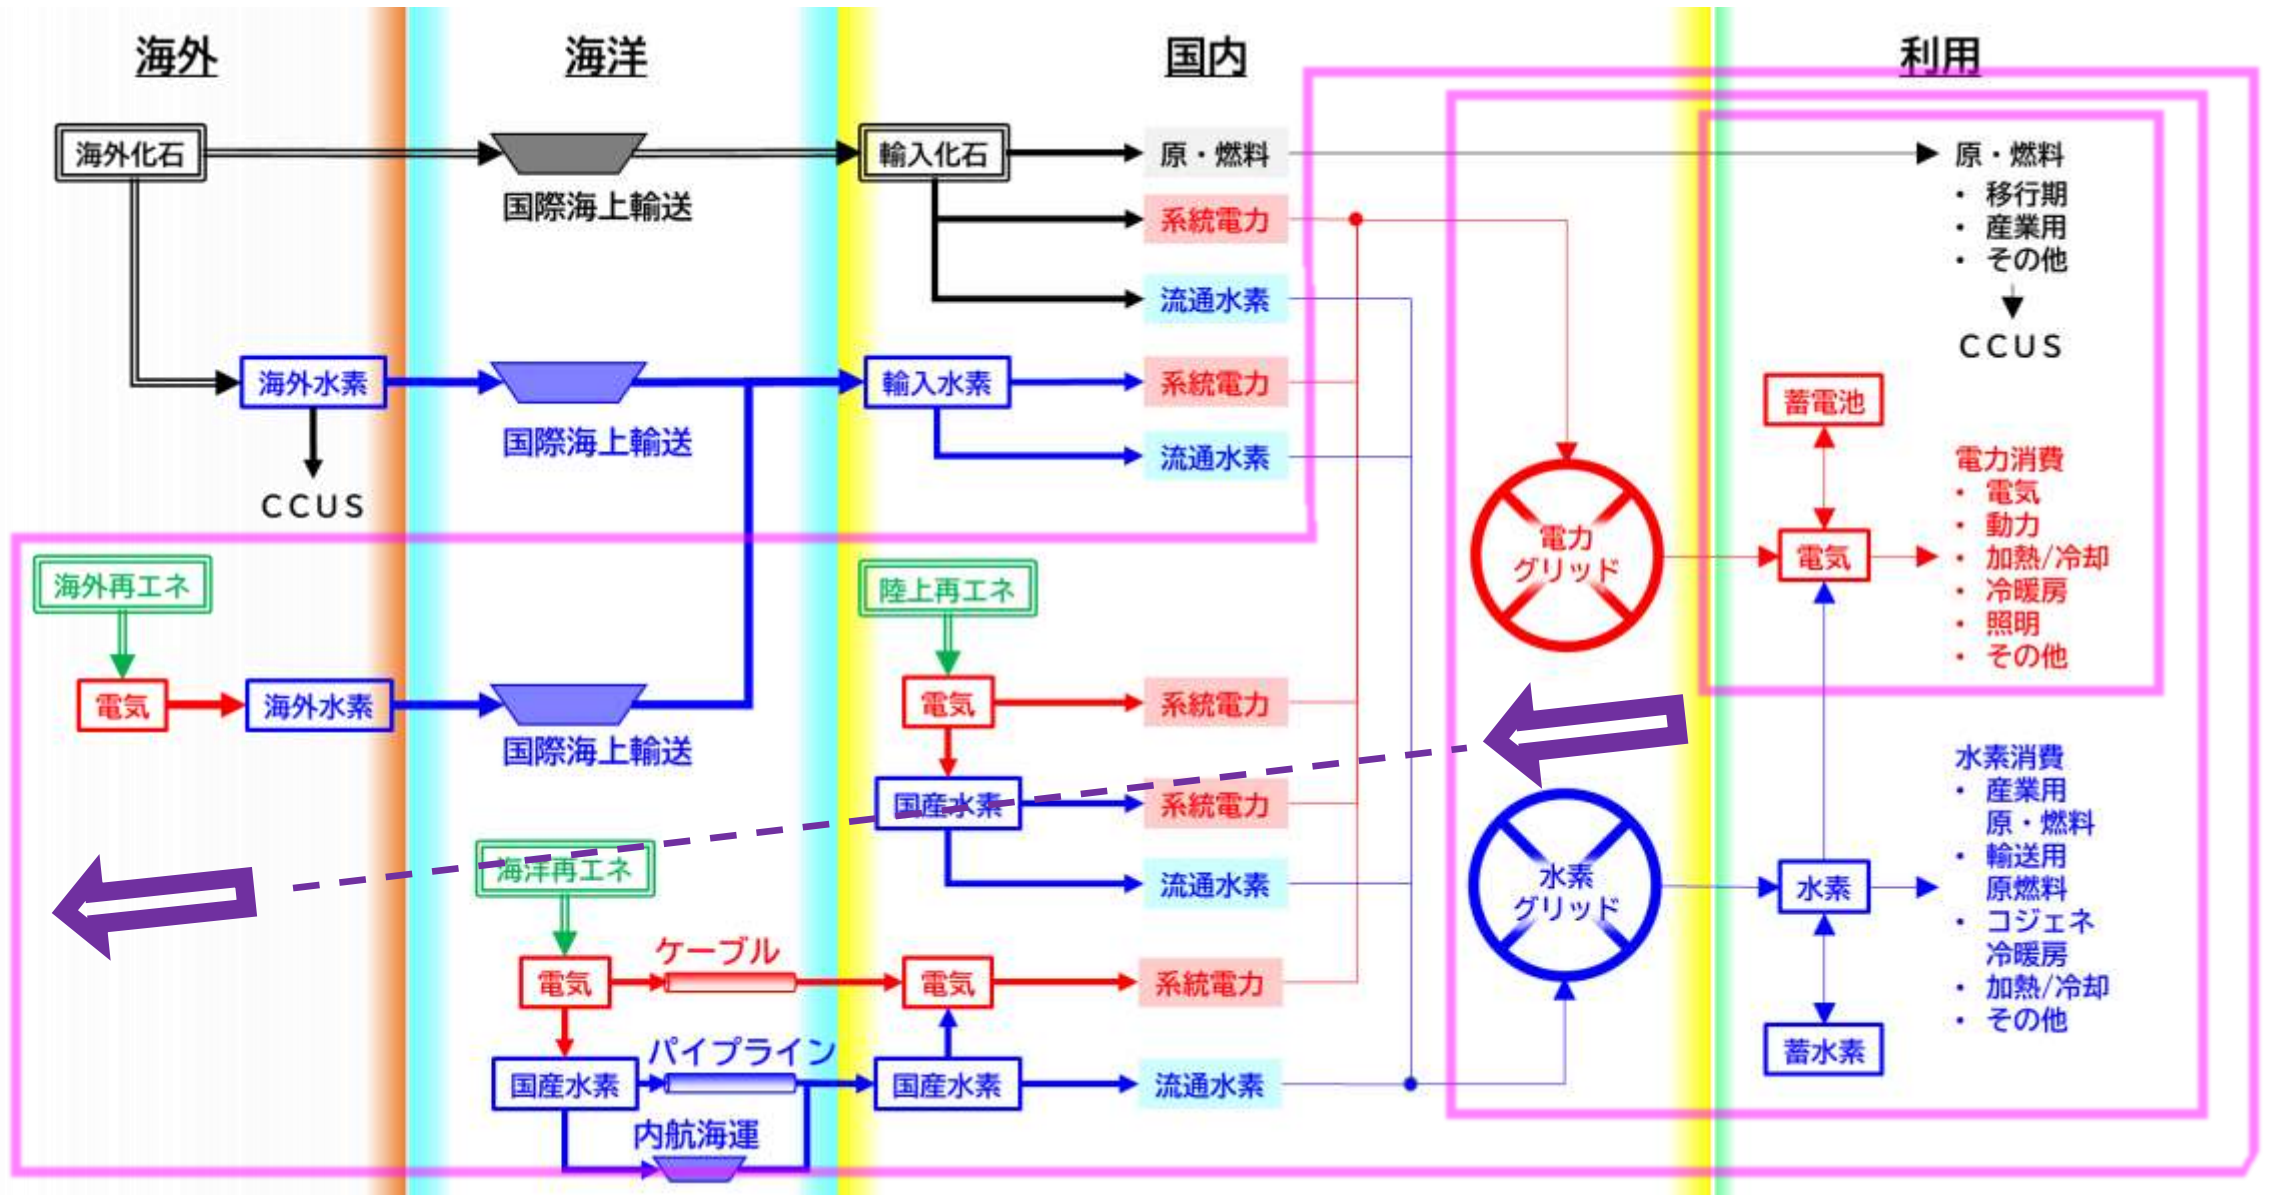 海外
海洋
国内
利用
海外化石
国際海上輸送
輸入化石
原・燃料
系統電力
流通水素
原・燃料
・ 移行期
・ 産業用
・ その他
CCUS
海外水素
CCUS
国際海上輸送
輸入水素
系統電力
流通水素
海外再エネ
電気
海外水素
国際海上輸送
陸上再エネ
電気
系統電力
国産水素
系統電力
流通水素
海洋再エネ
電気
ケーブル
電気
系統電力
国産水素
パイプライン
国産水素
流通水素
内航海運
電力
グリッド
水素
グリッド
蓄電池
電気
電力消費
・ 電気
・ 動力
・ 加熱/冷却
・ 冷暖房
・ 照明
・ その他
水素
蓄水素
水素消費
・ 産業用
原・燃料
・ 輸送用
原燃料
・ コジェネ
冷暖房
・ 加熱/冷却
・ その他